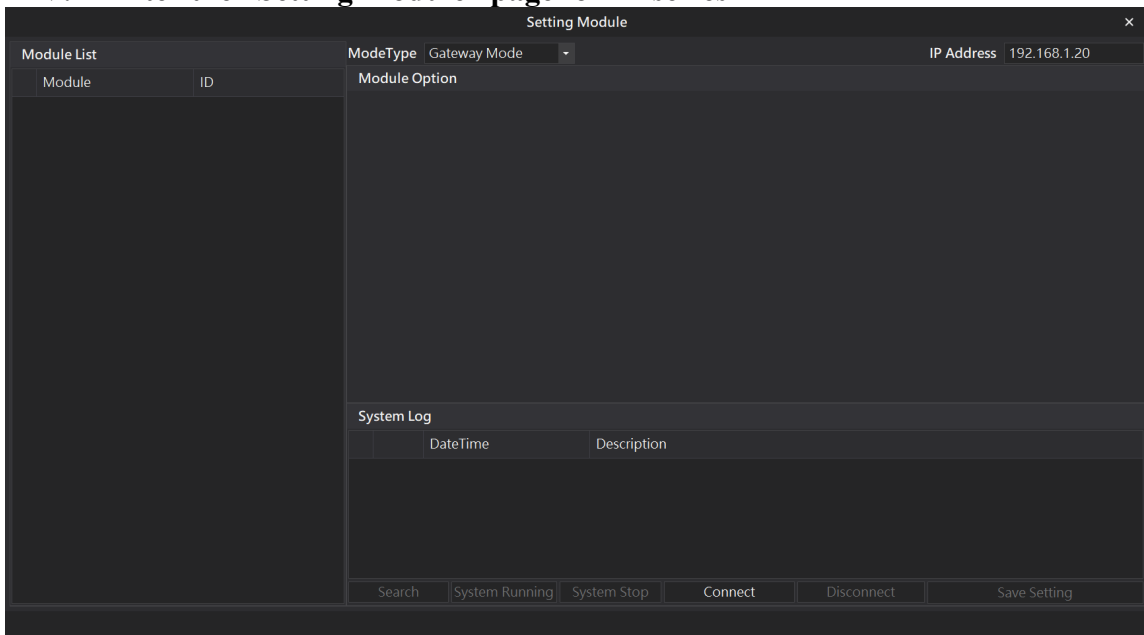 Setting Module ×
Module List
Module ID
ModeType Gateway Mode
IP Address 192.168.1.20
Module Option
System Log
DateTime Description
Search System Running System Stop Connect Disconnect Save Setting